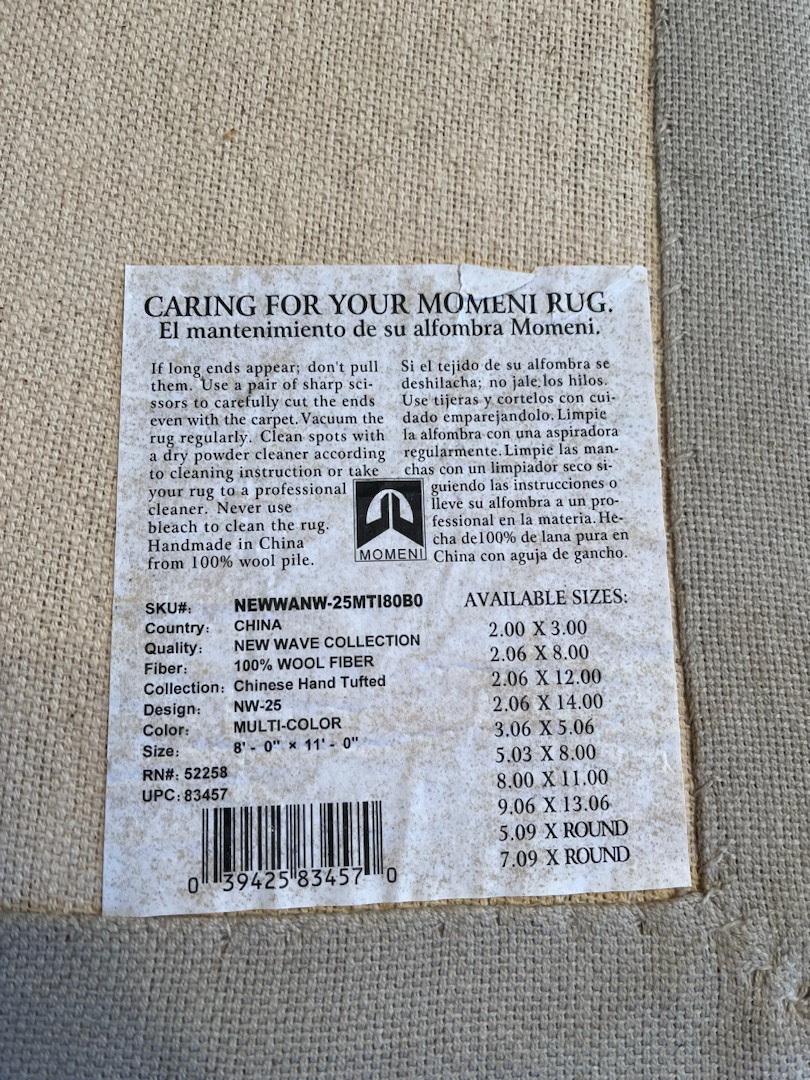 CARING FOR YOUR MOMENI RUG.
El mantenimiento de su alfombra Momeni.
If long ends appear; don't pull
them. Use a pair of sharp sci-
ssors to carefully cut the ends
even with the carpet. Vacuum the
rug regularly. Clean spots with
a dry powder cleaner according
to cleaning instruction or take
your rug to a professional
cleaner. Never use
bleach to clean the rug.
Handmade in China
from 100% wool pile.
Si el tejido de su alfombra se
deshilacha; no jale los hilos.
Use tijeras y cortelos con cui-
dado emparejandolo. Limpie
la alfombra con una aspiradora
regularmente. Limpie las man-
chas con un limpiador seco si-
guiendo las instrucciones o
lleve su alfombra a un pro-
fessional en la materia. He-
cha de100% de lana pura en
China con aguja de gancho.
MOMENI
SKU#: NEWWANW-25MTI80B0
Country: CHINA
Quality: NEW WAVE COLLECTION
Fiber: 100% WOOL FIBER
Collection: Chinese Hand Tufted
Design: NW-25
Color: MULTI-COLOR
Size: 8' - 0" × 11' - 0"
RN#: 52258
UPC: 83457
0 39425 83457 0
AVAILABLE SIZES:
2.00 X 3.00
2.06 X 8.00
2.06 X 12.00
2.06 X 14.00
3.06 X 5.06
5.03 X 8.00
8.00 X 11.00
9.06 X 13.06
5.09 X ROUND
7.09 X ROUND